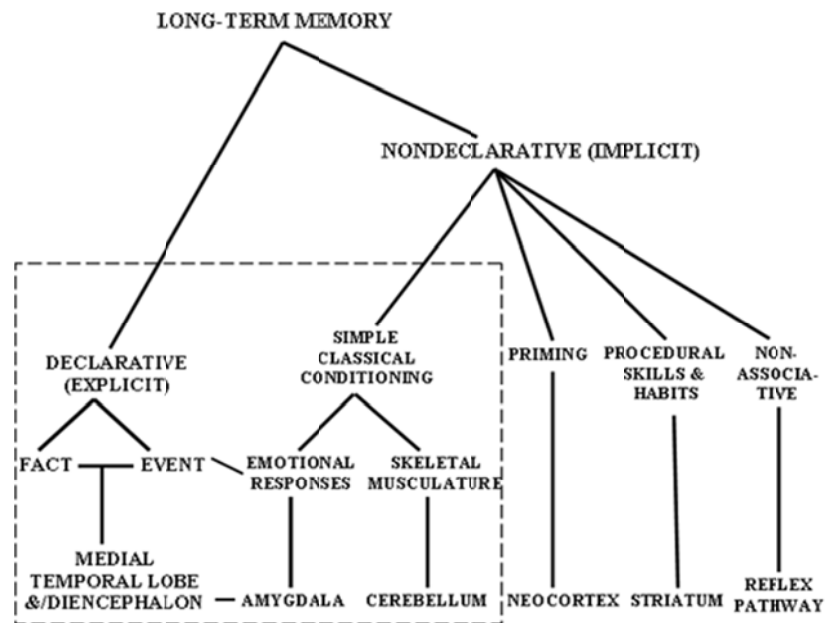 LONG-TERM MEMORY
NONDECLARATIVE (IMPLICIT)
DECLARATIVE
(EXPLICIT)
SIMPLE
CLASSICAL
CONDITIONING
PRIMING
PROCEDURAL
SKILLS &
HABITS
NON-
ASSOCIA-
TIVE
FACT
EVENT
EMOTIONAL
RESPONSES
SKELETAL
MUSCULATURE
MEDIAL
TEMPORAL LOBE
&/DIENCEPHALON
AMYGDALA
CEREBELLUM
NEOCORTEX
STRIATUM
REFLEX
PATHWAY